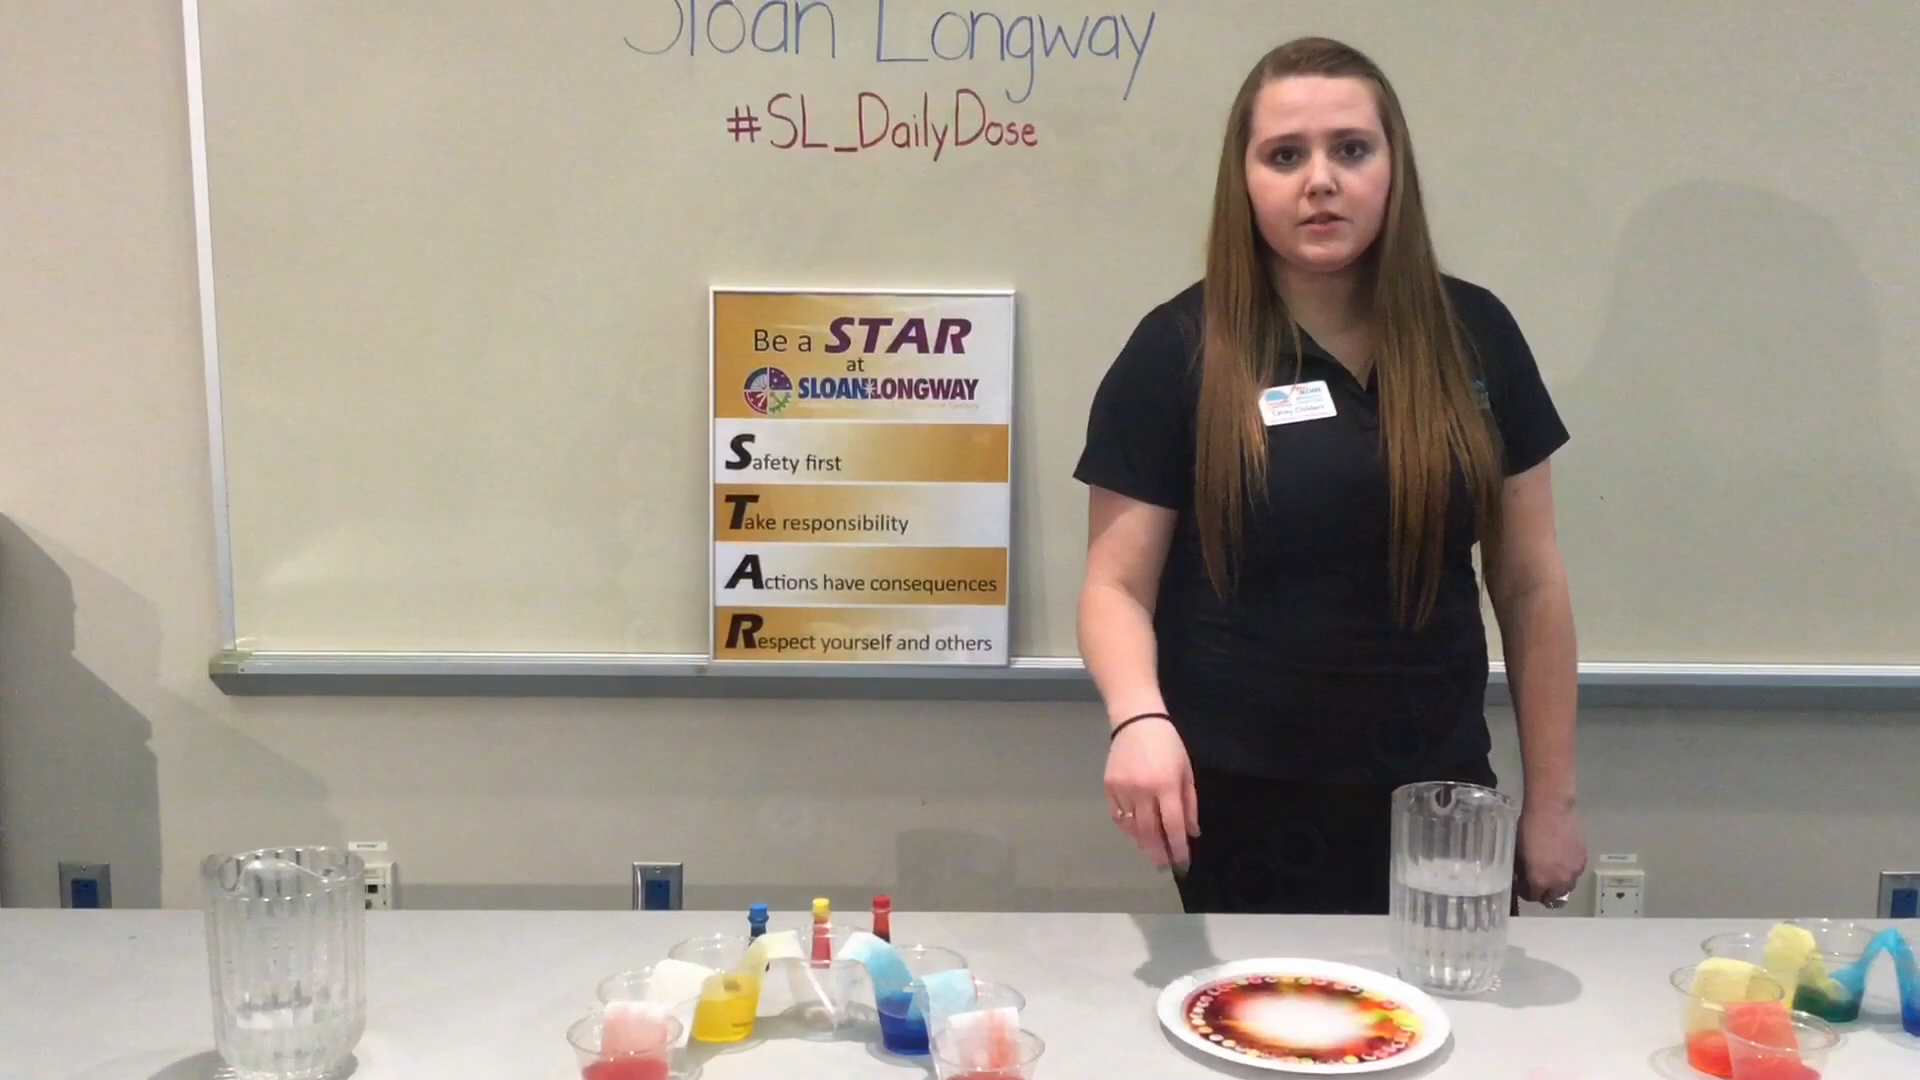 Sloan Longway
#SL_DailyDose
Be a STAR
at
SLOAN LONGWAY
Safety first
Take responsibility
Actions have consequences
Respect yourself and others